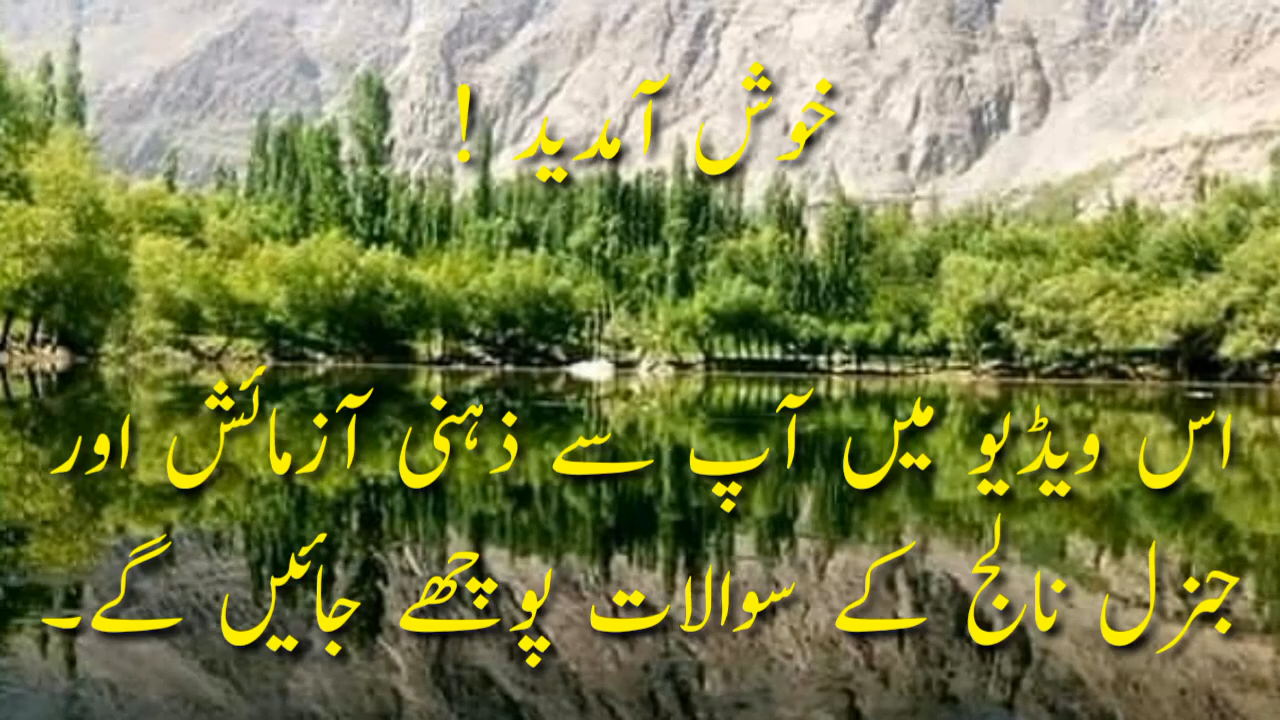 خوش آمدید !
اس ویڈیو میں آپ سے ذہنی آزمائش اور
جنرل نالج کے سوالات پوچھے جائیں گے۔